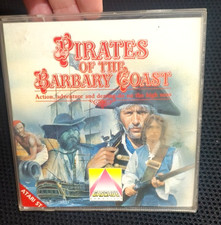 PIRATES
OF THE
BARBARY COAST
Action, adventure and
ATARI ST